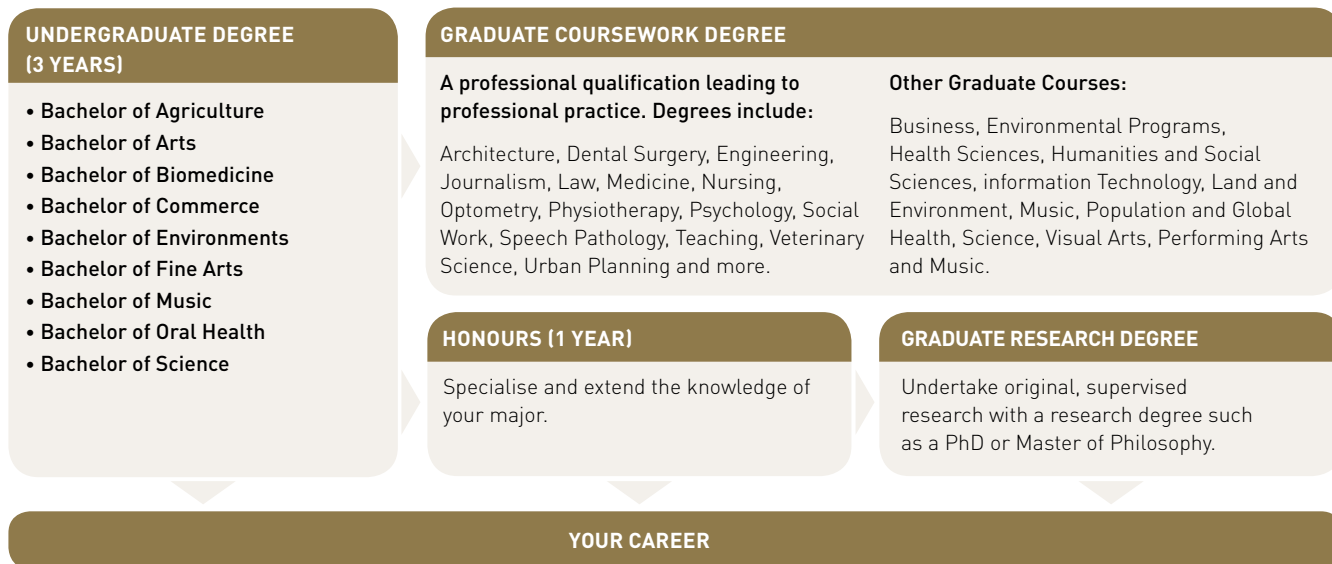 UNDERGRADUATE DEGREE
(3 YEARS)
• Bachelor of Agriculture
• Bachelor of Arts
• Bachelor of Biomedicine
• Bachelor of Commerce
• Bachelor of Environments
• Bachelor of Fine Arts
• Bachelor of Music
• Bachelor of Oral Health
• Bachelor of Science
GRADUATE COURSEWORK DEGREE
A professional qualification leading to
professional practice. Degrees include:
Architecture, Dental Surgery, Engineering,
Journalism, Law, Medicine, Nursing,
Optometry, Physiotherapy, Psychology, Social
Work, Speech Pathology, Teaching, Veterinary
Science, Urban Planning and more.
Other Graduate Courses:
Business, Environmental Programs,
Health Sciences, Humanities and Social
Sciences, information Technology, Land and
Environment, Music, Population and Global
Health, Science, Visual Arts, Performing Arts
and Music.
HONOURS (1 YEAR)
Specialise and extend the knowledge of
your major.
GRADUATE RESEARCH DEGREE
Undertake original, supervised
research with a research degree such
as a PhD or Master of Philosophy.
YOUR CAREER